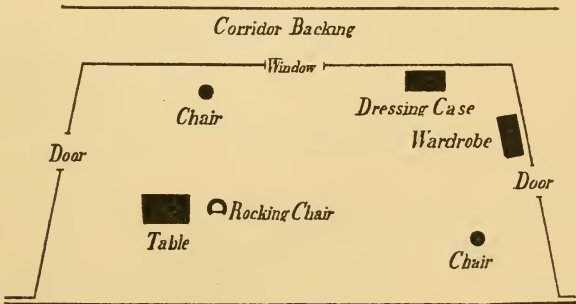 Corridor Backing
Window
Chair
Dressing Case
Wardrobe
Door
Door
Rocking Chair
Table
Chair